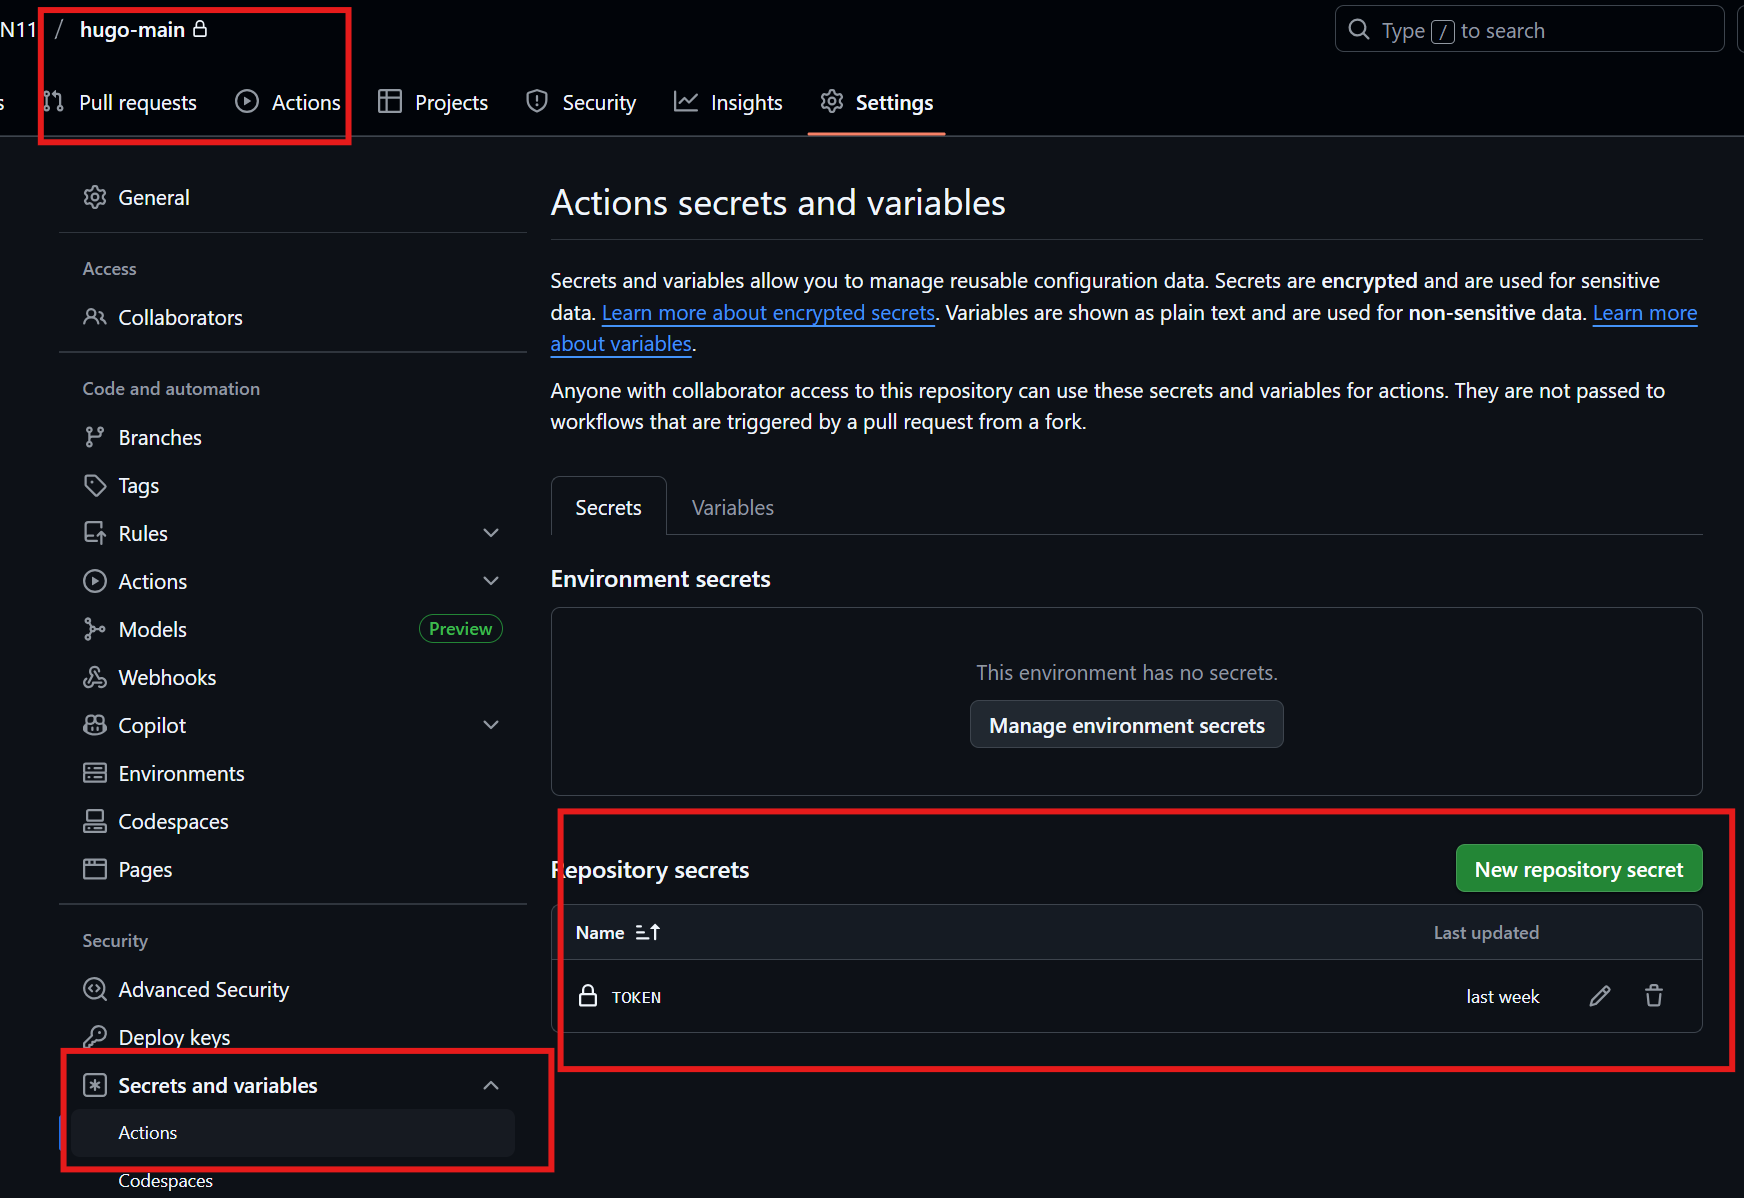 N11 / hugo-main
Type / to search
s Pull requests Actions Projects Security Insights Settings
General
Access
Collaborators
Code and automation
Branches
Tags
Rules
Actions
Models Preview
Webhooks
Copilot
Environments
Codespaces
Pages
Security
Advanced Security
Deploy keys
Secrets and variables
Actions
Codespaces
Actions secrets and variables
Secrets and variables allow you to manage reusable configuration data. Secrets are encrypted and are used for sensitive
data. Learn more about encrypted secrets. Variables are shown as plain text and are used for non-sensitive data. Learn more
about variables.
Anyone with collaborator access to this repository can use these secrets and variables for actions. They are not passed to
workflows that are triggered by a pull request from a fork.
Secrets Variables
Environment secrets
This environment has no secrets.
Manage environment secrets
Repository secrets New repository secret
Name Last updated
TOKEN last week